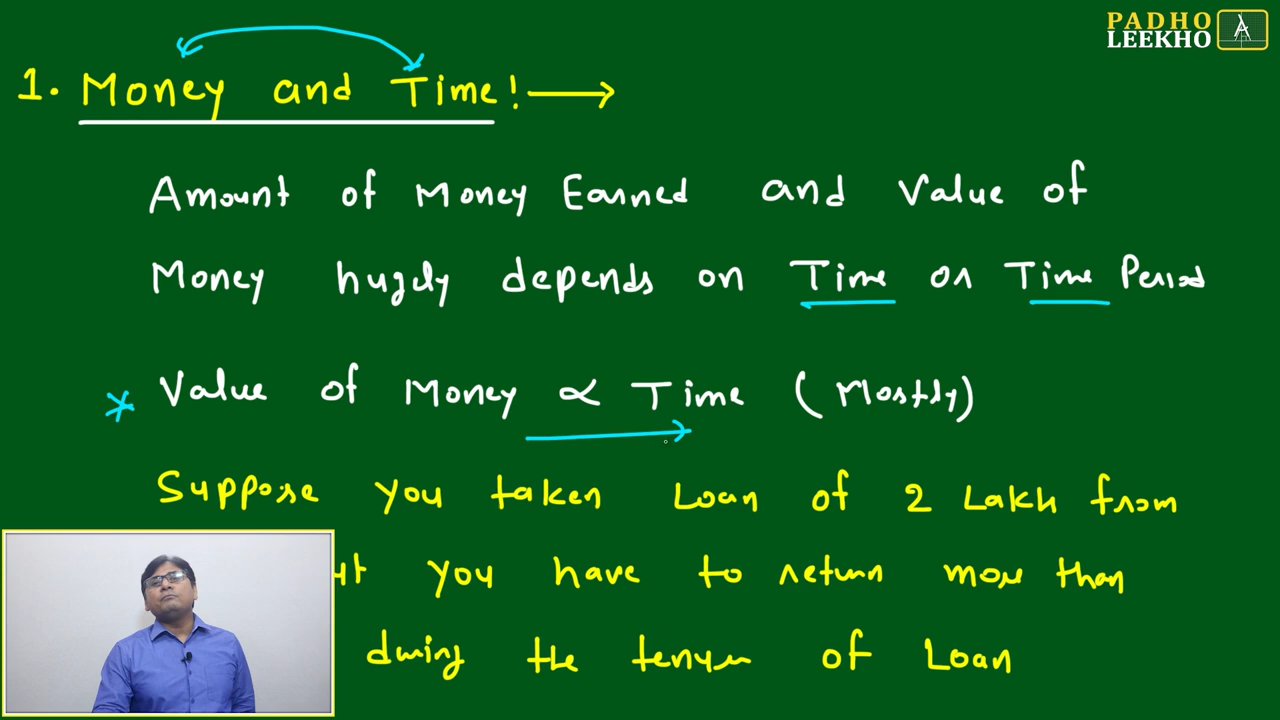 PADHO
LEEKHO
1. Money and Time!
Amount of Money Earned and Value of
Money hugely depends on Time or Time Period
* Value of Money ∝ Time (Mostly)
Suppose you taken Loan of 2 Lakh from
you have to return more than
during the tenure of Loan